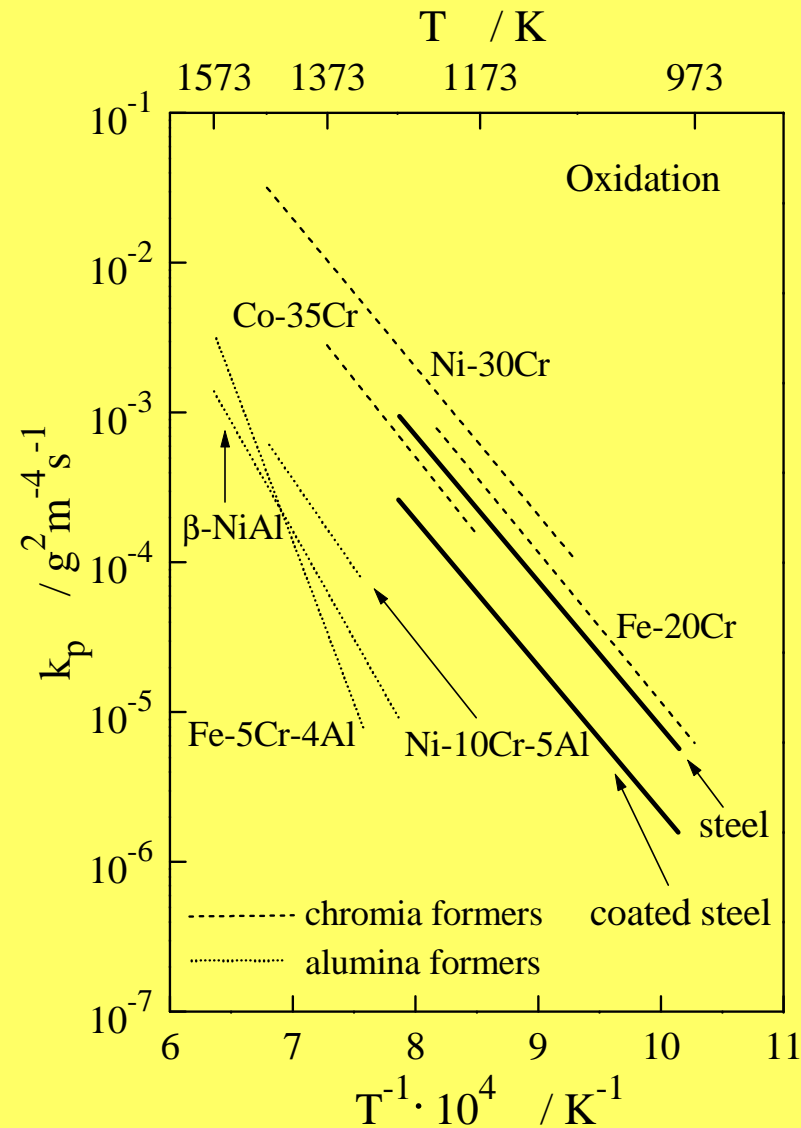 T / K
1573 1373 1173 973
10^-1
Oxidation
10^-2
Co-35Cr
Ni-30Cr
10^-3
k_p / g^2 m^-4 s^-1
β-NiAl
10^-4
Fe-20Cr
10^-5
Fe-5Cr-4Al
Ni-10Cr-5Al
steel
10^-6
coated steel
chromia formers
alumina formers
10^-7
6 7 8 9 10 11
T^-1 · 10^4 / K^-1